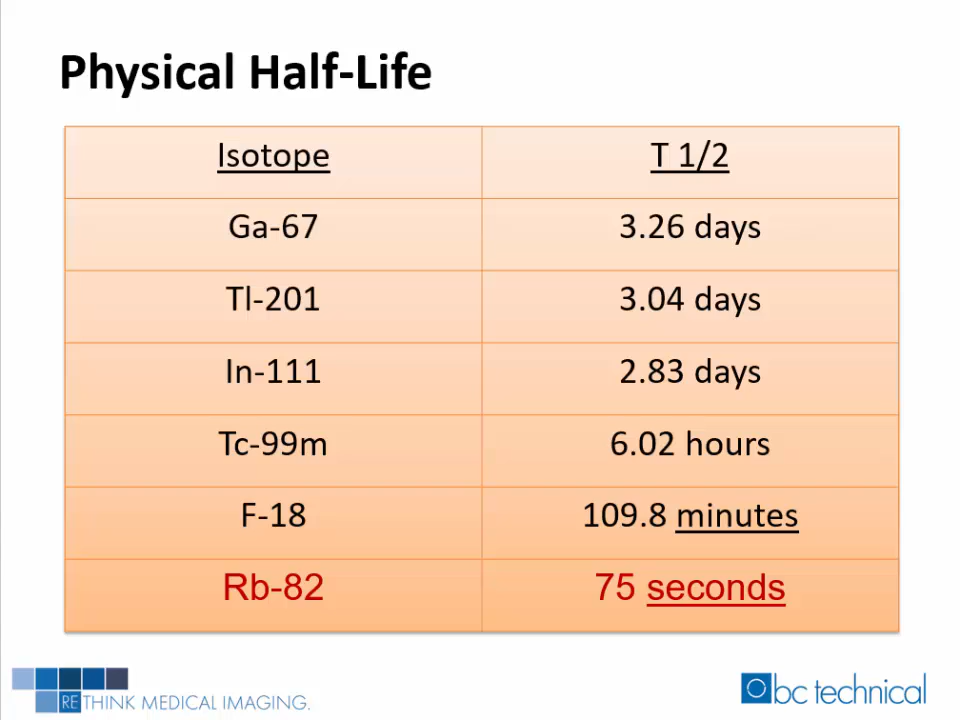 Physical Half-Life
Isotope T 1/2
Ga-67 3.26 days
Tl-201 3.04 days
In-111 2.83 days
Tc-99m 6.02 hours
F-18 109.8 minutes
Rb-82 75 seconds
RETHINK MEDICAL IMAGING.
bc technical